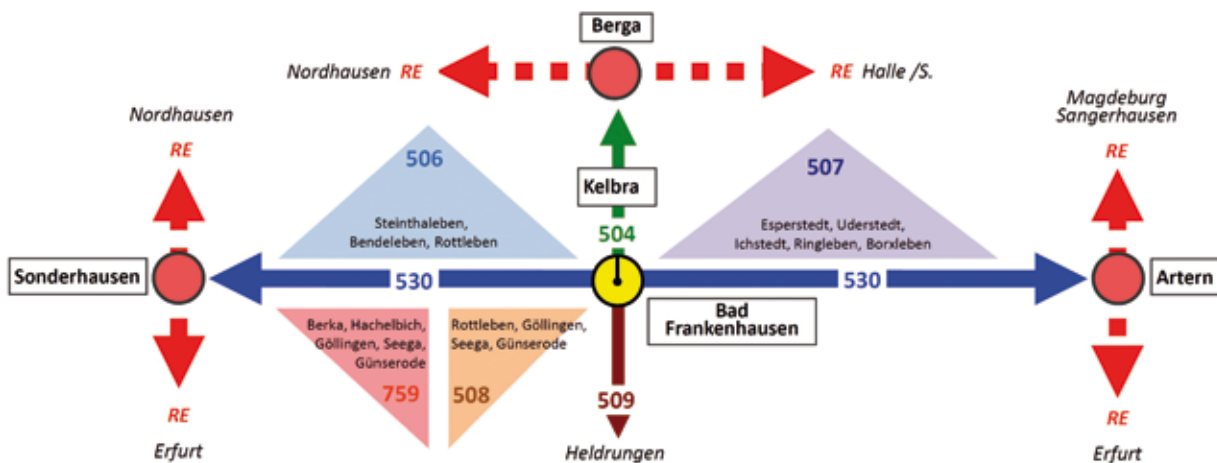 Berga
Nordhausen RE
RE Halle /S.
Nordhausen
RE
Magdeburg
Sangerhausen
RE
506
Steinthaleben,
Bendeleben, Rottleben
Kelbra
504
507
Esperstedt, Uderstedt,
Ichstedt, Ringleben, Borxleben
Sonderhausen
530
530
Artern
Bad
Frankenhausen
Berka, Hachelbich,
Göllingen, Seega,
Günserode
759
Rottleben, Göllingen,
Seega, Günserode
508
509
Heldrungen
RE
Erfurt
RE
Erfurt